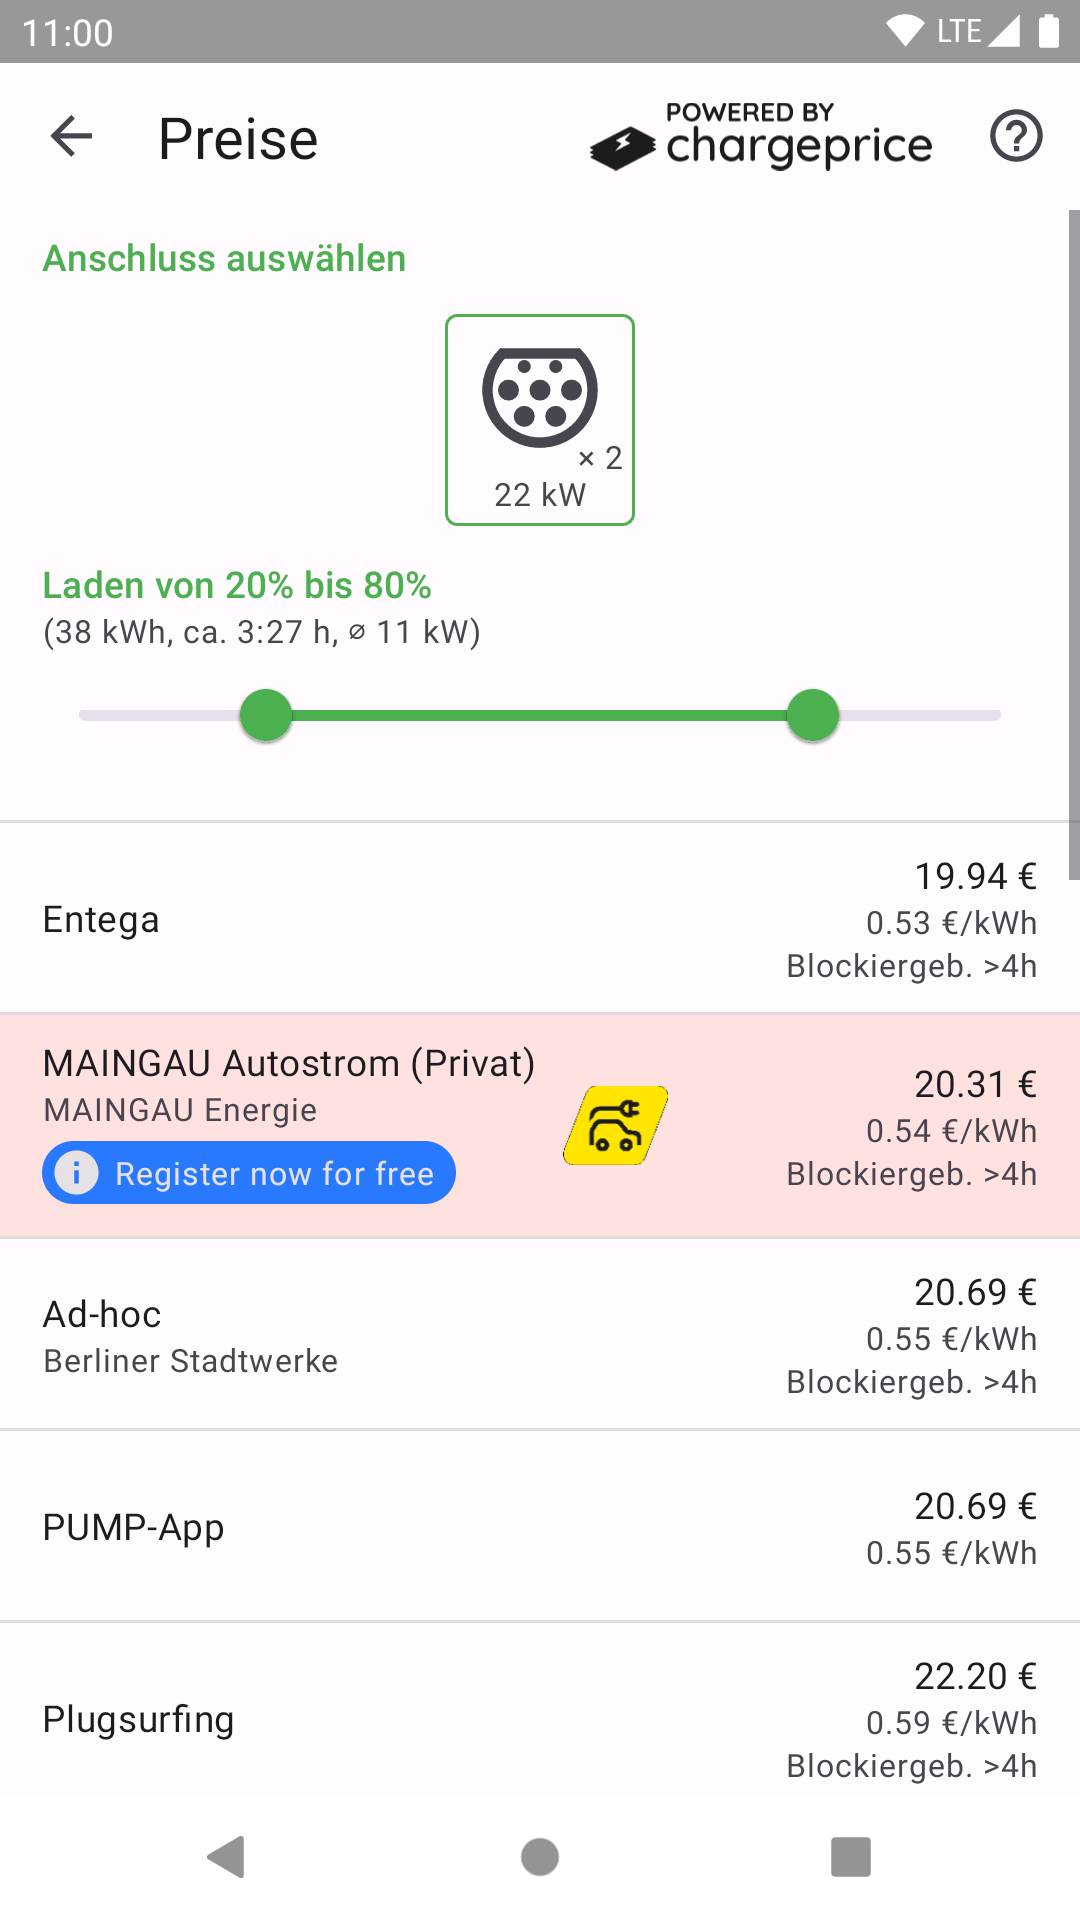 11:00
LTE
Preise
POWERED BY
chargeprice
Anschluss auswählen
× 2
22 kW
Laden von 20% bis 80%
(38 kWh, ca. 3:27 h, ⌀ 11 kW)
Entega
19.94 €
0.53 €/kWh
Blockiergeb. >4h
MAINGAU Autostrom (Privat)
MAINGAU Energie
Register now for free
20.31 €
0.54 €/kWh
Blockiergeb. >4h
Ad-hoc
Berliner Stadtwerke
20.69 €
0.55 €/kWh
Blockiergeb. >4h
PUMP-App
20.69 €
0.55 €/kWh
Plugsurfing
22.20 €
0.59 €/kWh
Blockiergeb. >4h